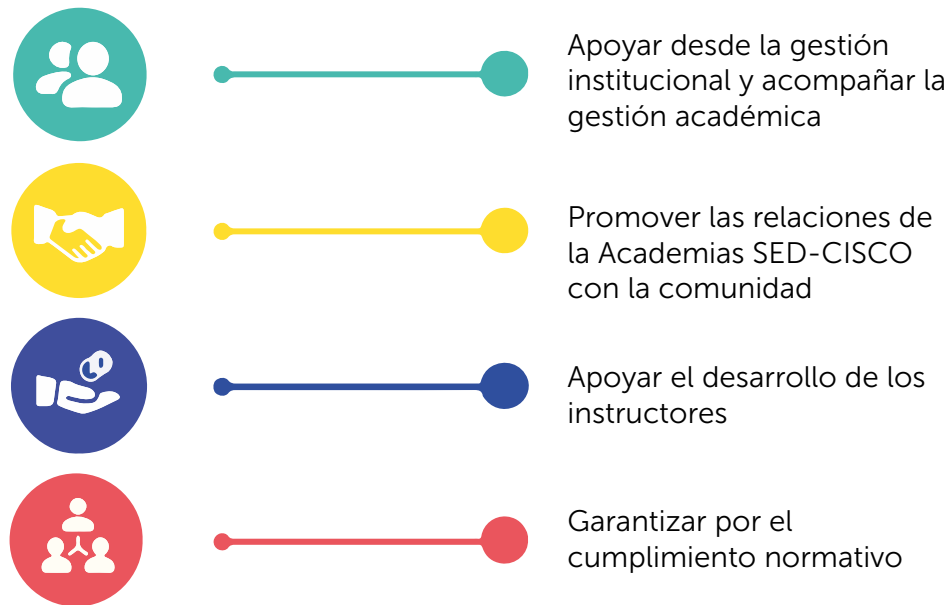 Apoyar desde la gestión
institucional y acompañar la
gestión académica
Promover las relaciones de
la Academias SED-CISCO
con la comunidad
Apoyar el desarrollo de los
instructores
Garantizar por el
cumplimiento normativo